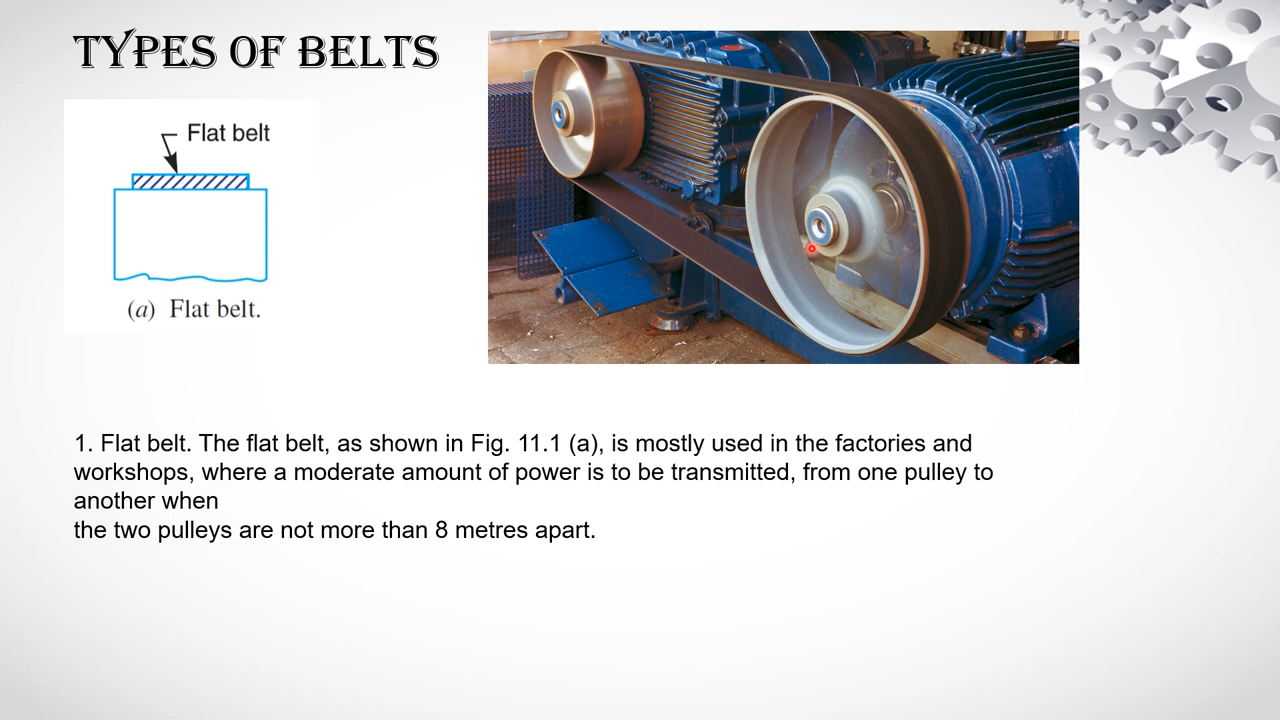 TYPES OF BELTS
Flat belt
(a) Flat belt.
1. Flat belt. The flat belt, as shown in Fig. 11.1 (a), is mostly used in the factories and
workshops, where a moderate amount of power is to be transmitted, from one pulley to
another when
the two pulleys are not more than 8 metres apart.